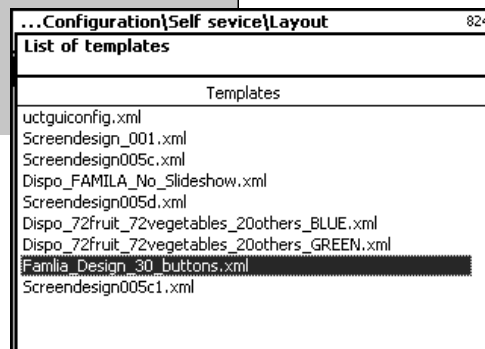 ...Configuration\Self sevice\Layout 824
List of templates
Templates
uctguiconfig.xml
Screendesign_001.xml
Screendesign005c.xml
Dispo_FAMILA_No_Slideshow.xml
Screendesign005d.xml
Dispo_72fruit_72vegetables_20others_BLUE.xml
Dispo_72fruit_72vegetables_20others_GREEN.xml
Famlia_Design_30_buttons.xml
Screendesign005c1.xml